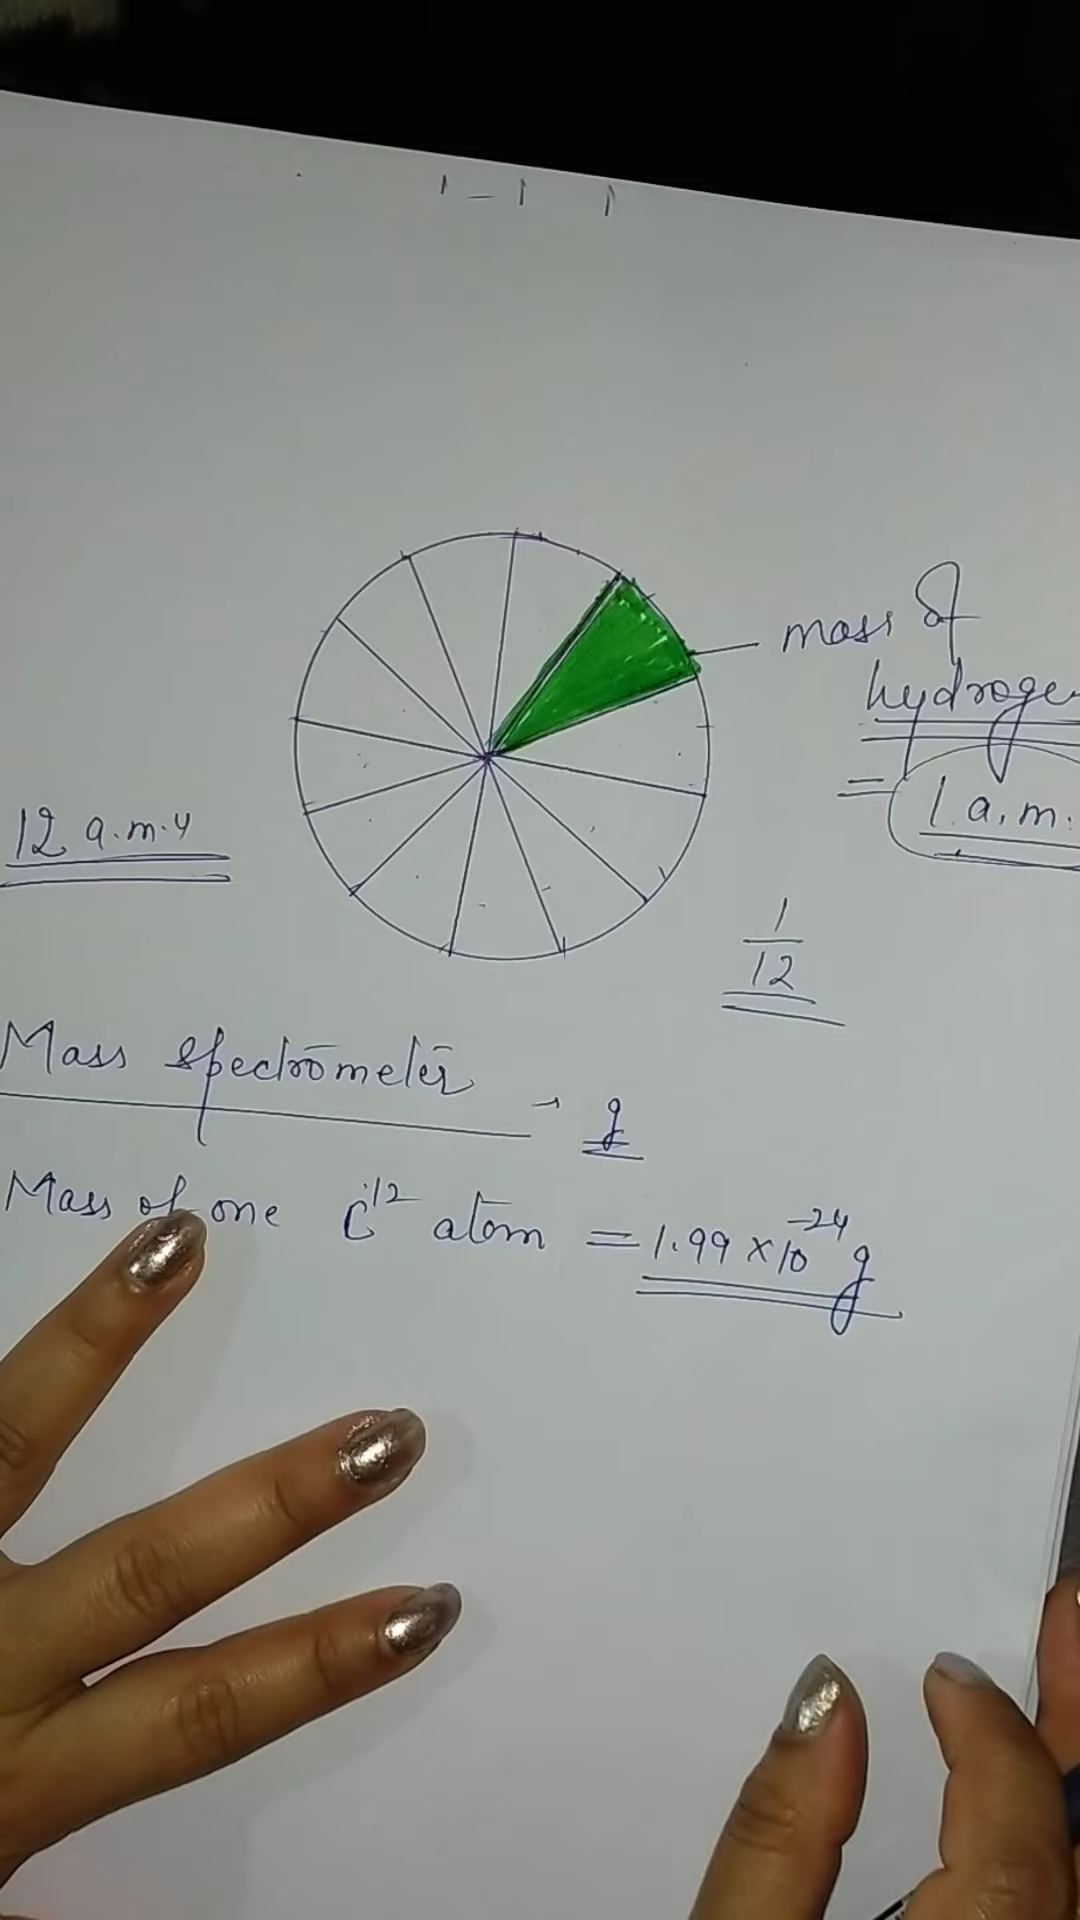 mass of
hydroge
= 1 a.m.
12 a.m.u
1
12
Mass spectrometer → g
Mass of one C12 atom = 1.99 × 10-24 g